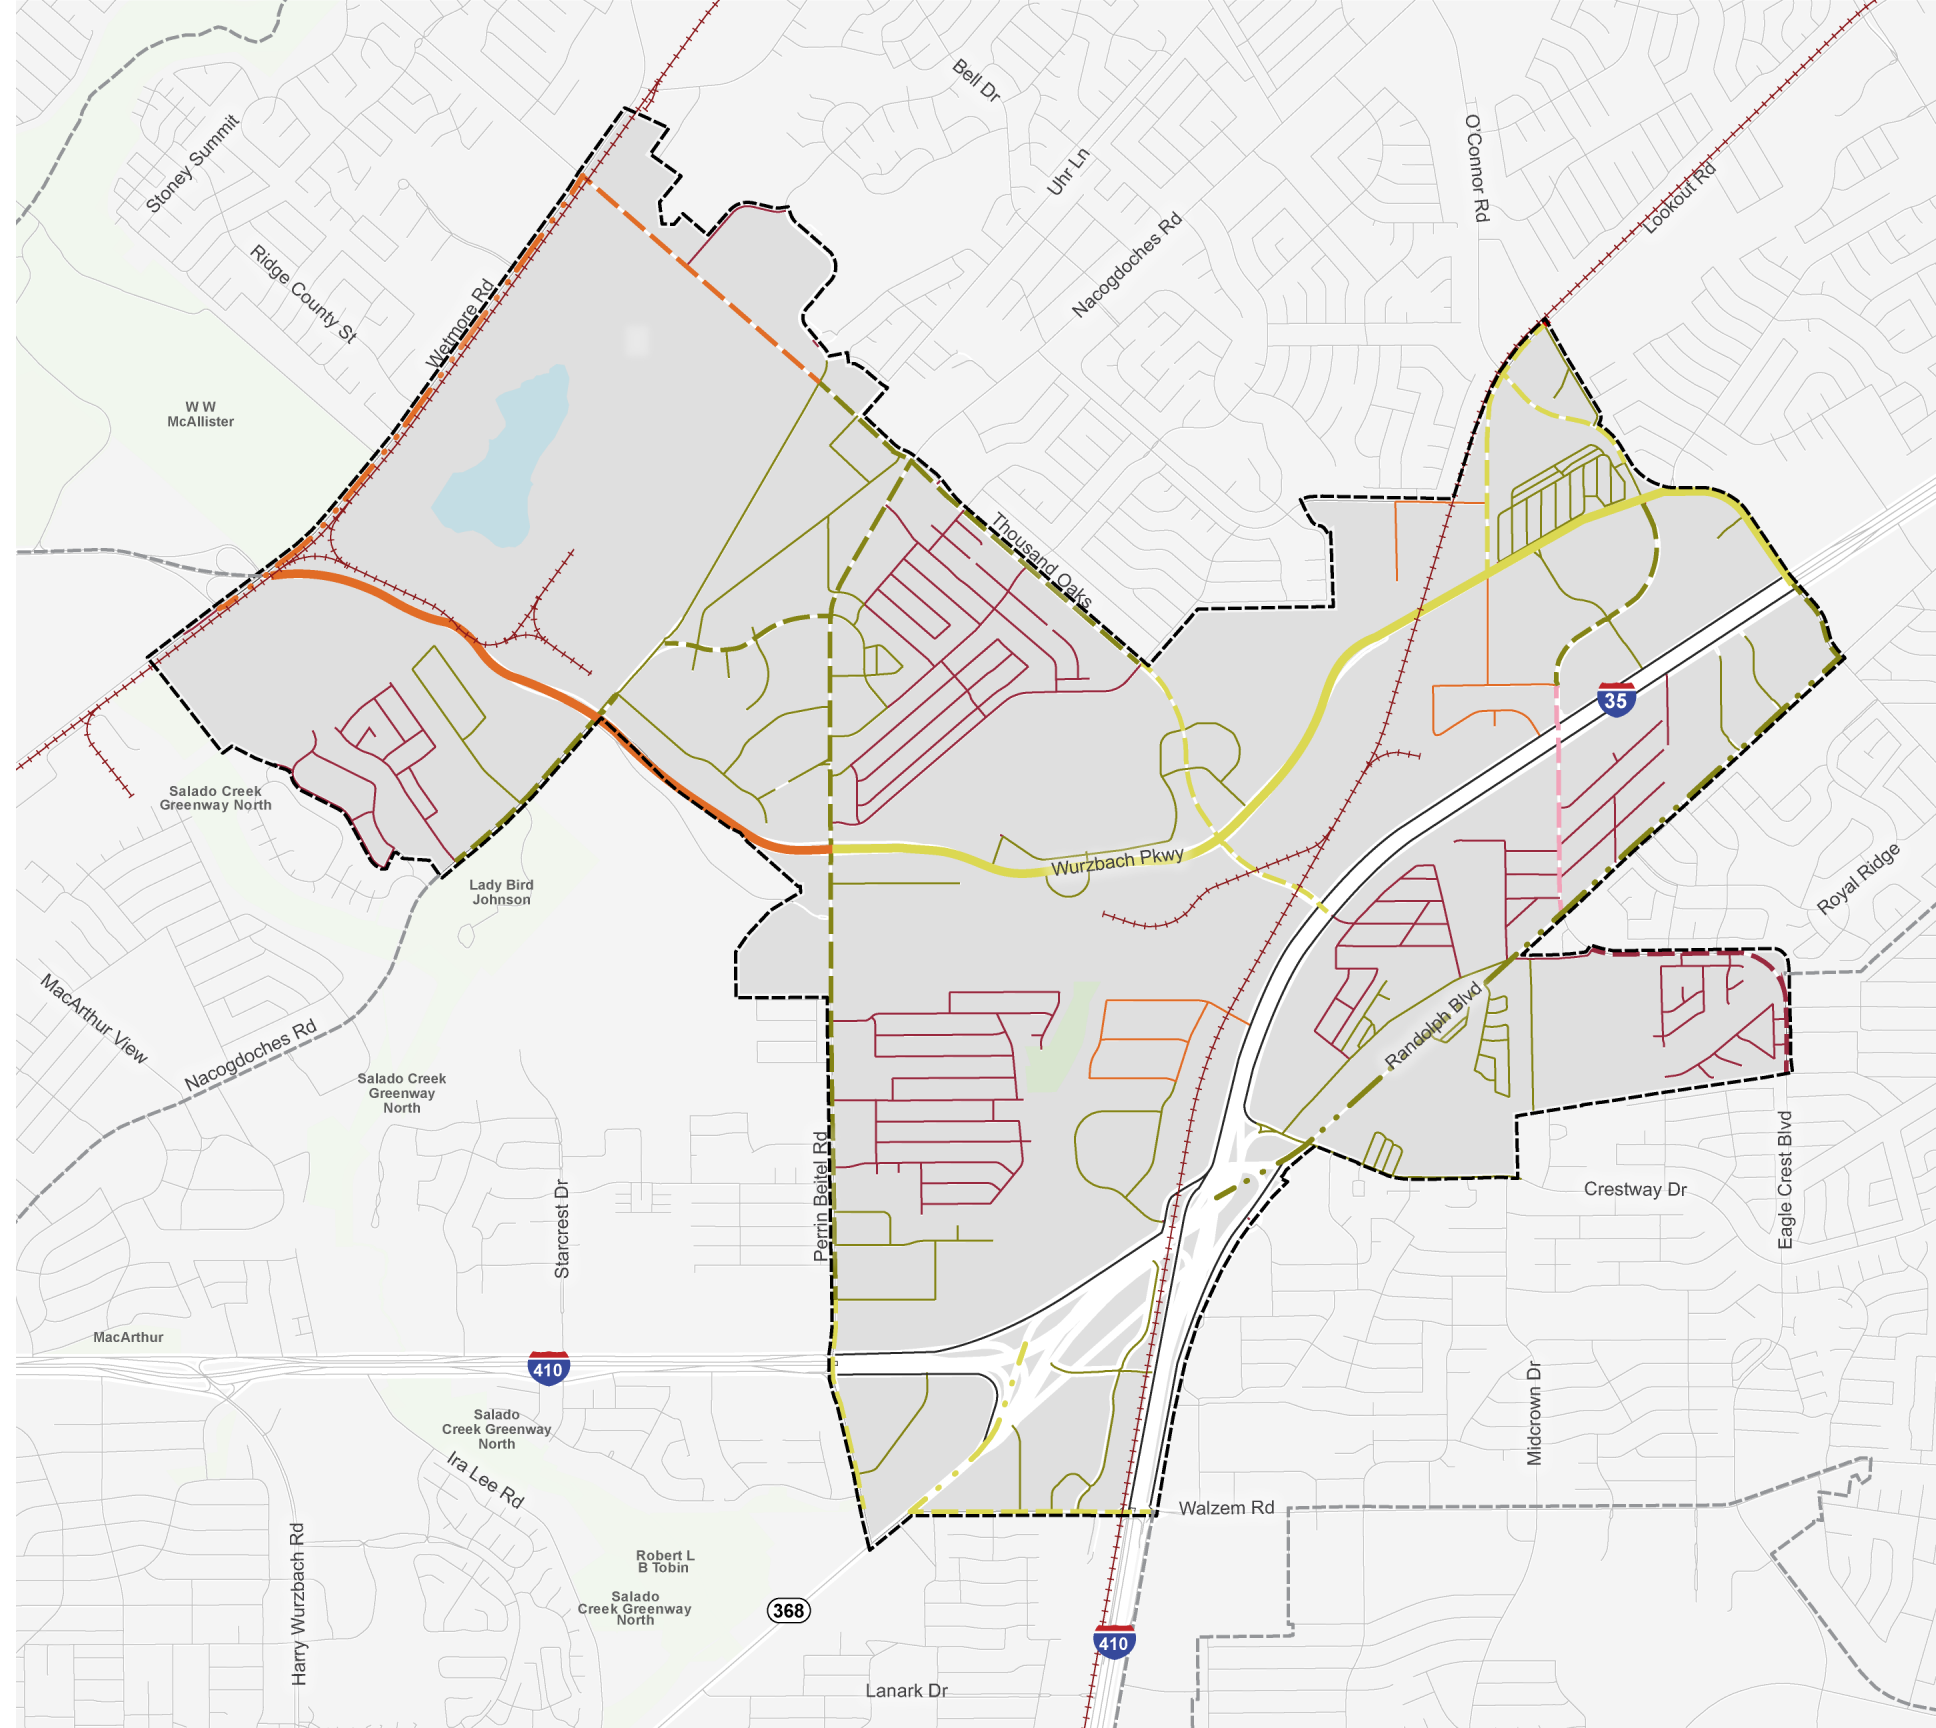 Bell Dr
Stoney Summit
O'Connor Rd
Uhr Ln
Lookout Rd
Nacogdoches Rd
Ridge County St
Wetmore Rd
W W
McAllister
Thousand Oaks
35
Salado Creek
Greenway North
Wurzbach Pkwy
Lady Bird
Johnson
Royal Ridge
MacArthur View
Nacogdoches Rd
Randolph Blvd
Salado Creek
Greenway
North
Perrin Beitel Rd
Starcrest Dr
Crestway Dr
Eagle Crest Blvd
MacArthur
410
Salado
Creek Greenway
North
Ira Lee Rd
Midcrown Dr
Walzem Rd
Harry Wurzbach Rd
Robert L
B Tobin
Salado
Creek Greenway
North
368
410
Lanark Dr